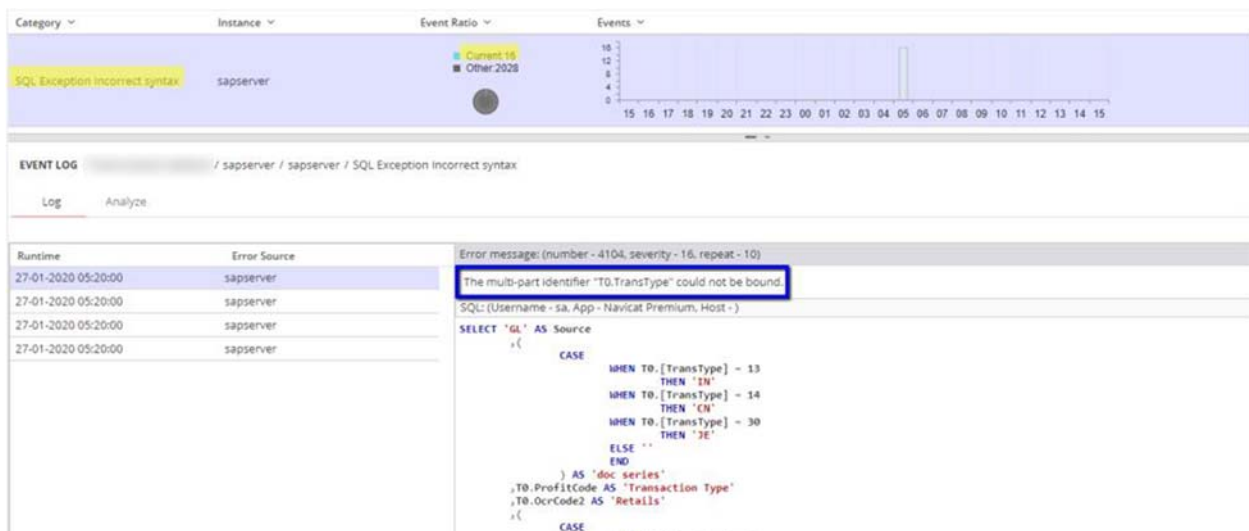 Category Instance Event Ratio Events
SQL Exception Incorrect syntax sapserver
Current:16
Other:2028
16
12
8
4
0
15 16 17 18 19 20 21 22 23 00 01 02 03 04 05 06 07 08 09 10 11 12 13 14 15
EVENT LOG / sapserver / sapserver / SQL Exception Incorrect syntax
Log Analyze
Runtime Error Source
27-01-2020 05:20:00 sapserver
27-01-2020 05:20:00 sapserver
27-01-2020 05:20:00 sapserver
27-01-2020 05:20:00 sapserver
Error message: (number - 4104, severity - 16, repeat - 10)
The multi-part identifier "T0.TransType" could not be bound.
SQL: (Username - sa, App - Navicat Premium, Host - )
SELECT 'GL' AS Source
,(
CASE
WHEN T0.[TransType] = 13
THEN 'IN'
WHEN T0.[TransType] = 14
THEN 'CN'
WHEN T0.[TransType] = 30
THEN 'JE'
ELSE ''
END
) AS 'doc series'
,T0.ProfitCode AS 'Transaction Type'
,T0.OcrCode2 AS 'Retails'
,(
CASE